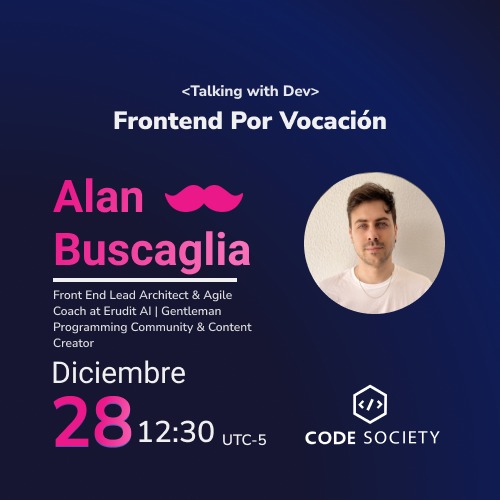 <Talking with Dev>
Frontend Por Vocación
Alan
Buscaglia
Front End Lead Architect & Agile
Coach at Erudit AI | Gentleman
Programming Community & Content
Creator
Diciembre
28 12:30 UTC-5
</>
CODE SOCIETY